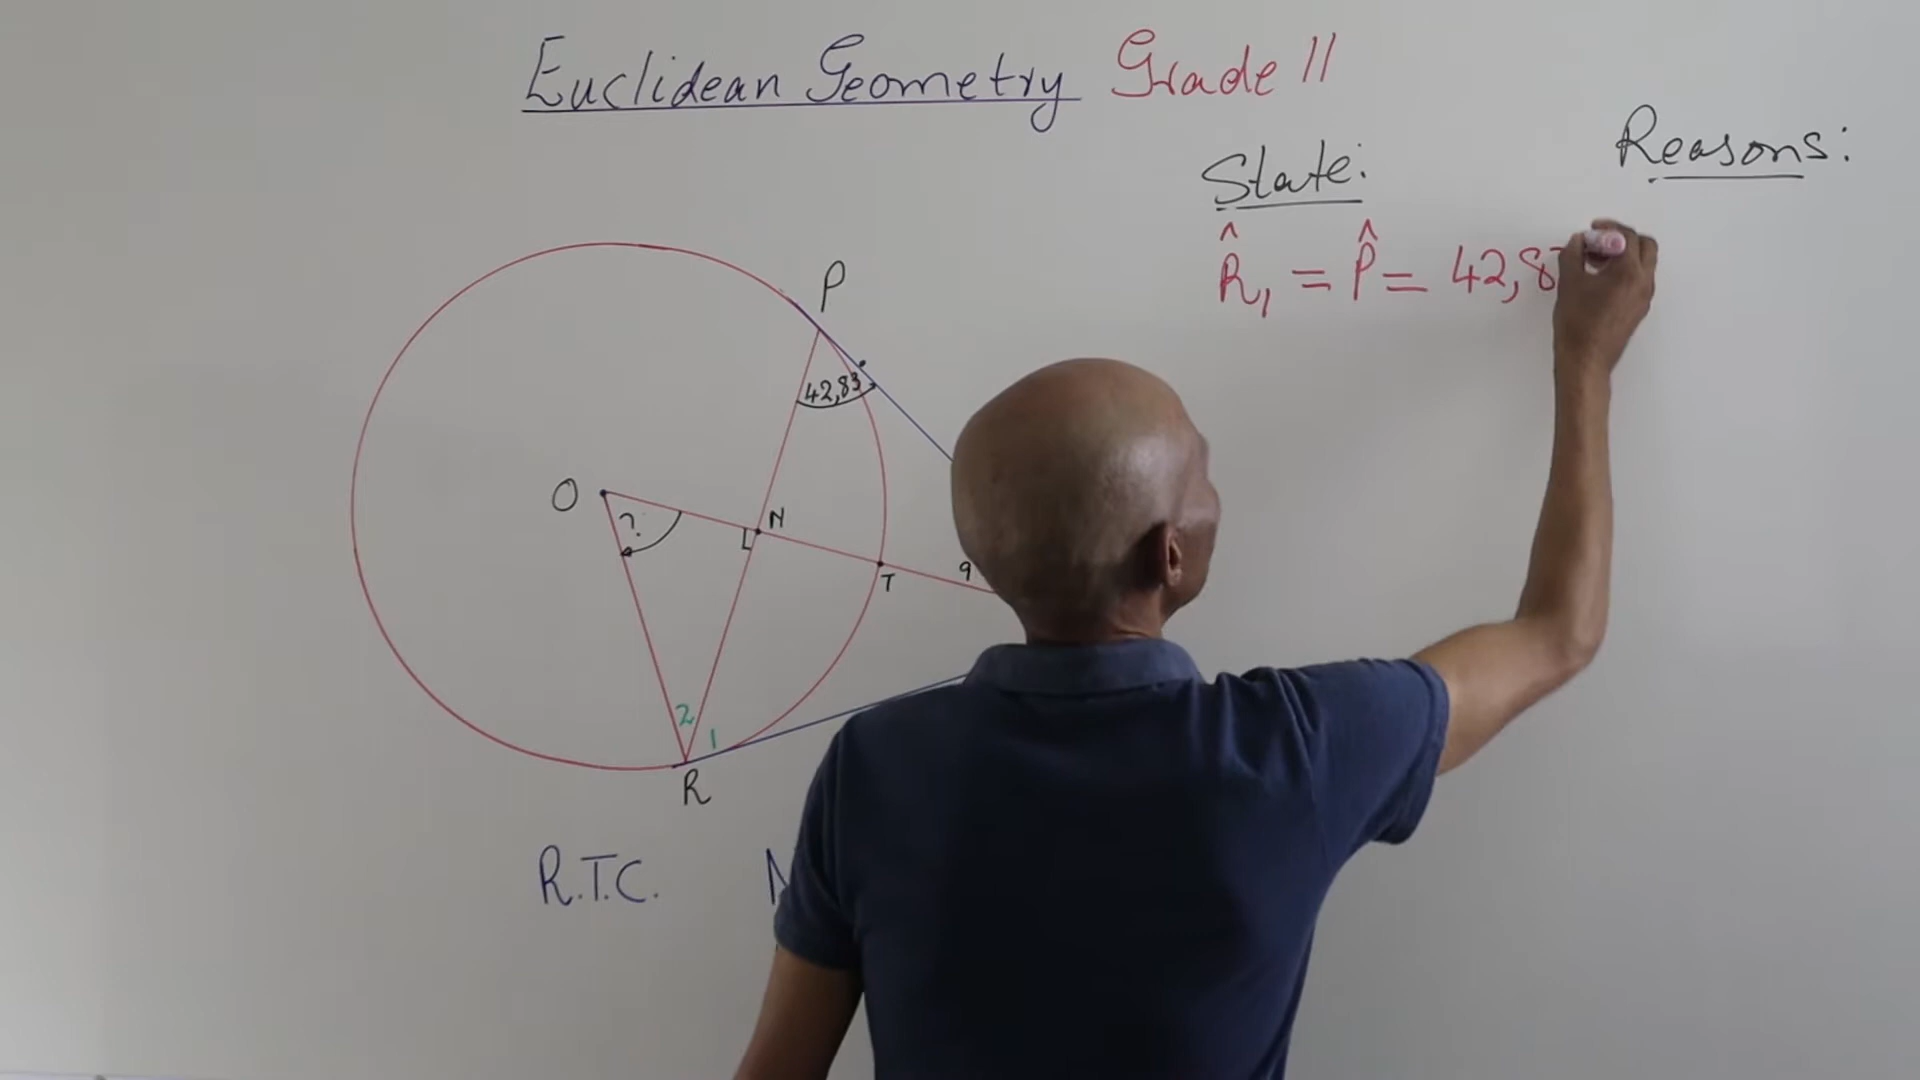 Euclidean Geometry Grade 11
Reasons:
State:
R̂₁ = P̂ = 42,8
P
42,83
O
?
N
T
9
2
1
R
R.T.C.